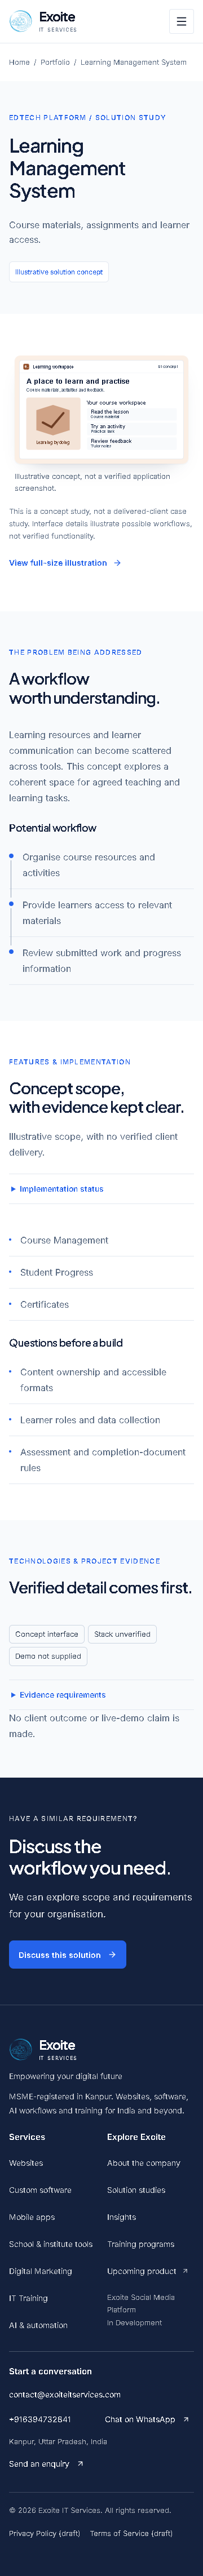 Exoite
IT SERVICES
Home / Portfolio / Learning Management System
EDTECH PLATFORM / SOLUTION STUDY
Learning
Management
System
Course materials, assignments and learner
access.
Illustrative solution concept
Learning workspace
A place to learn and practise
Course materials, activities and feedback.
Your course workspace
Read the lesson
Course material
Try an activity
Practice task
Review feedback
Tutor notes
Learning by doing
Illustrative concept, not a verified application
screenshot.
This is a concept study, not a delivered-client case
study. Interface details illustrate possible workflows,
not verified functionality.
View full-size illustration →
THE PROBLEM BEING ADDRESSED
A workflow
worth understanding.
Learning resources and learner
communication can become scattered
across tools. This concept explores a
coherent space for agreed teaching and
learning tasks.
Potential workflow
Organise course resources and
activities
Provide learners access to relevant
materials
Review submitted work and progress
information
FEATURES & IMPLEMENTATION
Concept scope,
with evidence kept clear.
Illustrative scope, with no verified client
delivery.
▶ Implementation status
• Course Management
• Student Progress
• Certificates
Questions before a build
• Content ownership and accessible
formats
• Learner roles and data collection
• Assessment and completion-document
rules
TECHNOLOGIES & PROJECT EVIDENCE
Verified detail comes first.
Concept interface
Stack unverified
Demo not supplied
▶ Evidence requirements
No client outcome or live-demo claim is
made.
HAVE A SIMILAR REQUIREMENT?
Discuss the
workflow you need.
We can explore scope and requirements
for your organisation.
Discuss this solution →
Exoite
IT SERVICES
Empowering your digital future
MSME-registered in Kanpur. Websites, software,
AI workflows and training for India and beyond.
Services
Websites
Custom software
Mobile apps
School & institute tools
Digital Marketing
IT Training
AI & automation
Explore Exoite
About the company
Solution studies
Insights
Training programs
Upcoming product ↗
Exoite Social Media
Platform
In Development
Start a conversation
contact@exoiteitservices.com
+916394732841
Chat on WhatsApp ↗
Kanpur, Uttar Pradesh, India
Send an enquiry ↗
© 2026 Exoite IT Services. All rights reserved.
Privacy Policy (draft) Terms of Service (draft)